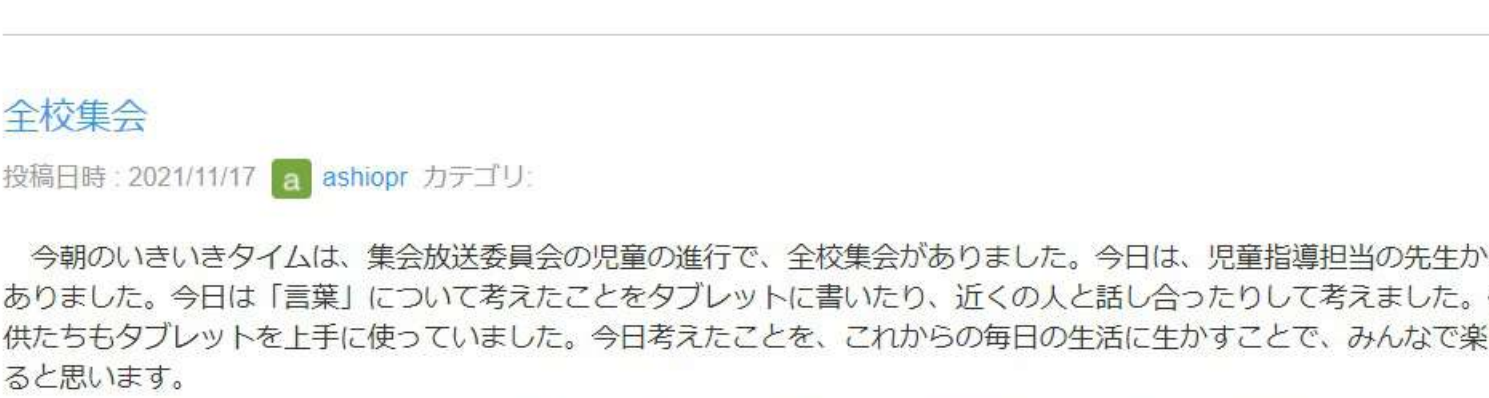 全校集会
投稿日時 : 2021/11/17 a ashiopr カテゴリ:
今朝のいきいきタイムは、集会放送委員会の児童の進行で、全校集会がありました。今日は、児童指導担当の先生か
ありました。今日は「言葉」について考えたことをタブレットに書いたり、近くの人と話し合ったりして考えました。
供たちもタブレットを上手に使っていました。今日考えたことを、これからの毎日の生活に生かすことで、みんなで楽
ると思います。